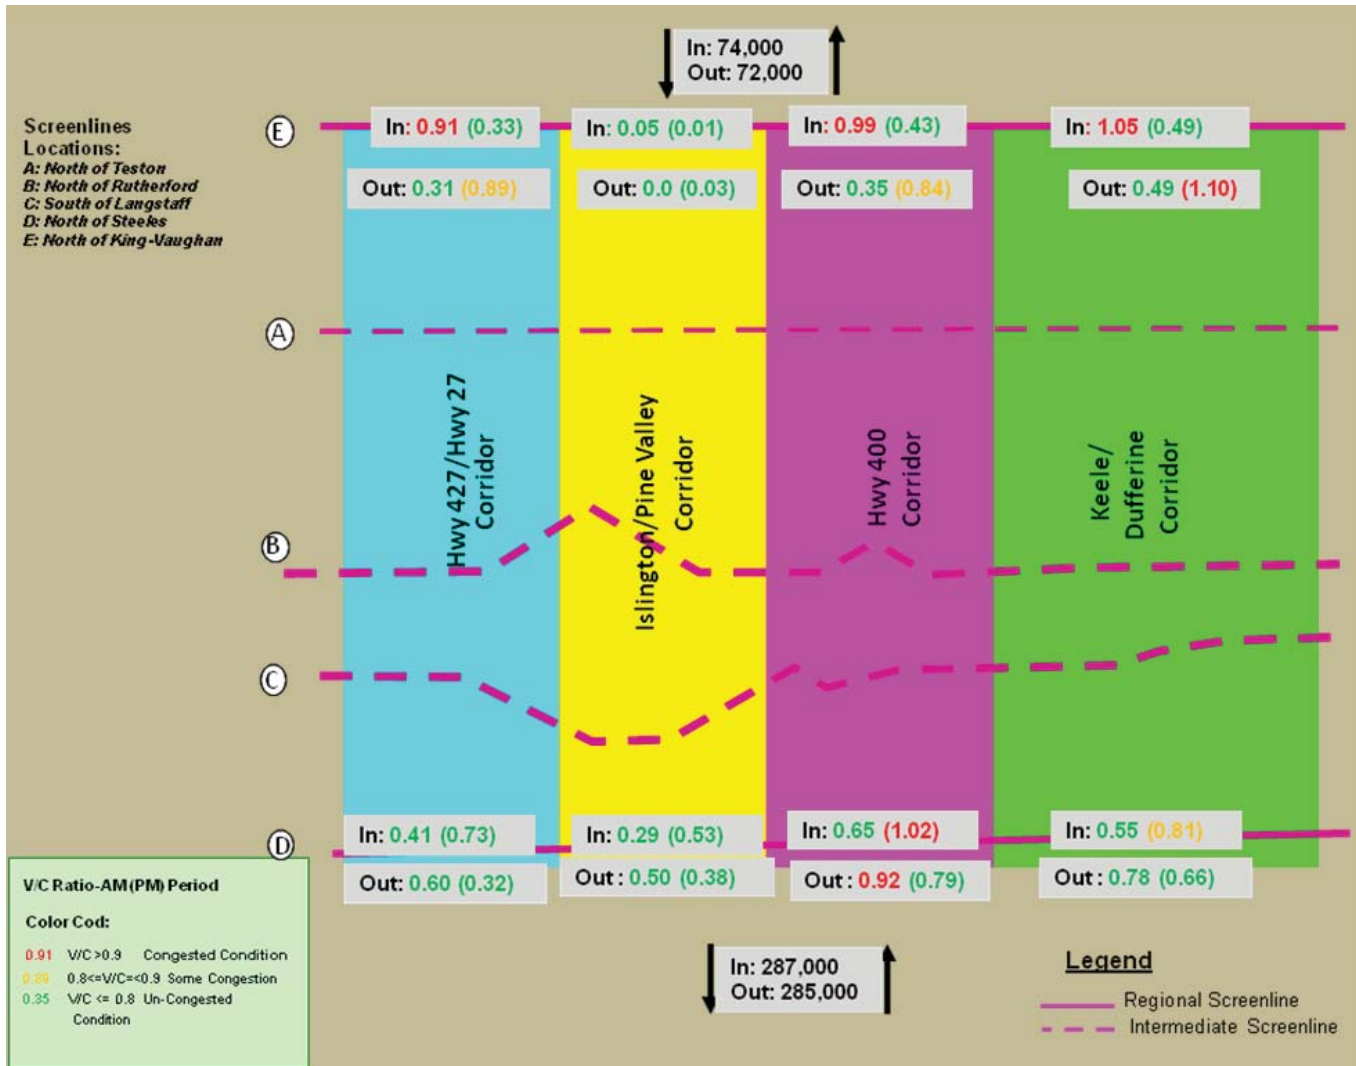 In: 74,000
Out: 72,000
Screenlines
Locations:
A: North of Teston
B: North of Rutherford
C: South of Langstaff
D: North of Steeles
E: North of King-Vaughan
E
In: 0.91 (0.33)
In: 0.05 (0.01)
In: 0.99 (0.43)
In: 1.05 (0.49)
Out: 0.31 (0.89)
Out: 0.0 (0.03)
Out: 0.35 (0.84)
Out: 0.49 (1.10)
A
Hwy 427/Hwy 27
Corridor
Islington/Pine Valley
Corridor
Hwy 400
Corridor
Keele/
Dufferine
Corridor
B
C
D
In: 0.41 (0.73)
In: 0.29 (0.53)
In: 0.65 (1.02)
In: 0.55 (0.81)
Out: 0.60 (0.32)
Out : 0.50 (0.38)
Out : 0.92 (0.79)
Out : 0.78 (0.66)
V/C Ratio-AM (PM) Period
Color Cod:
0.91 V/C >0.9 Congested Condition
0.89 0.8<=V/C=<0.9 Some Congestion
0.35 V/C <= 0.8 Un-Congested
Condition
In: 287,000
Out: 285,000
Legend
Regional Screenline
Intermediate Screenline